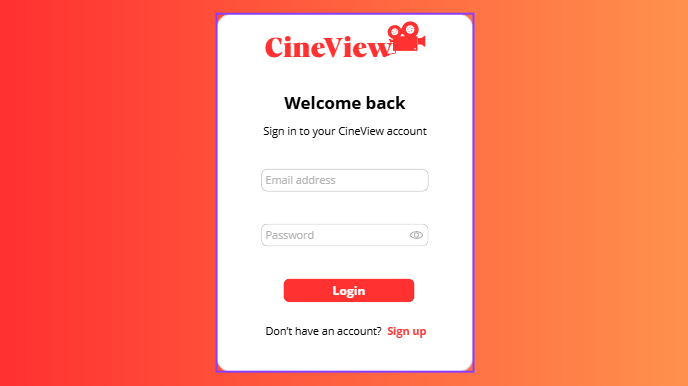 CineView
Welcome back
Sign in to your CineView account
Email address
Password
Login
Don't have an account? Sign up